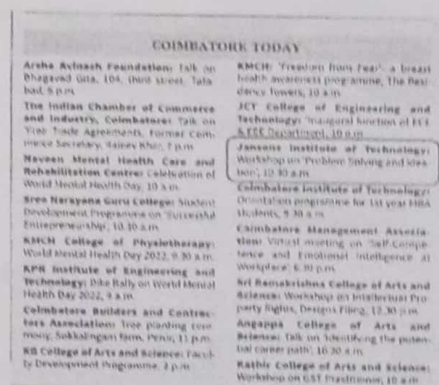 COIMBATORE TODAY
Arsha Avinash Foundation: Talk on
Bhagavad Gita, 104, third street, Tata-
bad, 5 p.m.
The Indian Chamber of Commerce
and Industry, Coimbatore: Talk on
'Free Trade Agreements, Former Com-
merce Secretary, Rajeev Kher, 7 p.m.
Naveen Mental Health Care and
Rehabilitation Centre: Celebration of
World Mental Health Day, 10 a.m.
Sree Narayana Guru College: Student
Development Programme on 'Successful
Entrepreneurship', 10.30 a.m.
KMCH College of Physiotherapy:
World Mental Health Day 2022, 9.30 a.m.
KPR Institute of Engineering and
Technology: Bike Rally on World Mental
Health Day 2022, 9 a.m.
Coimbatore Builders and Contrac-
tors Association: Tree planting cere-
mony, Sokkalingam farm, Perur, 11 p.m.
KG College of Arts and Science: Facul-
ty Development Programme, 2 p.m.
KMCH: 'Freedom from Fear'- a breast
health awareness programme, The Resi-
dency Towers, 10 a.m.
JCT College of Engineering and
Technology: 'Inaugural function of ECE
& EEE Department, 10 a.m.
Jansons Institute of Technology:
Workshop on 'Problem Solving and Idea-
tion', 10.30 a.m.
Coimbatore Institute of Technology:
Orientation programme for 1st year MBA
students, 9.30 a.m.
Coimbatore Management Associa-
tion: Virtual meeting on 'Self-Compe-
tence and Emotional Intelligence at
Workplace', 6.30 p.m.
Sri Ramakrishna College of Arts and
Science: Workshop on Intellectual Pro-
perty Rights, Designs Filing, 12.30 p.m.
Angappa College of Arts and
Science: Talk on 'Identifying the poten-
tial career path', 10.30 a.m.
Rathir College of Arts and Science:
Workshop on GST Practitioner, 10 a.m.